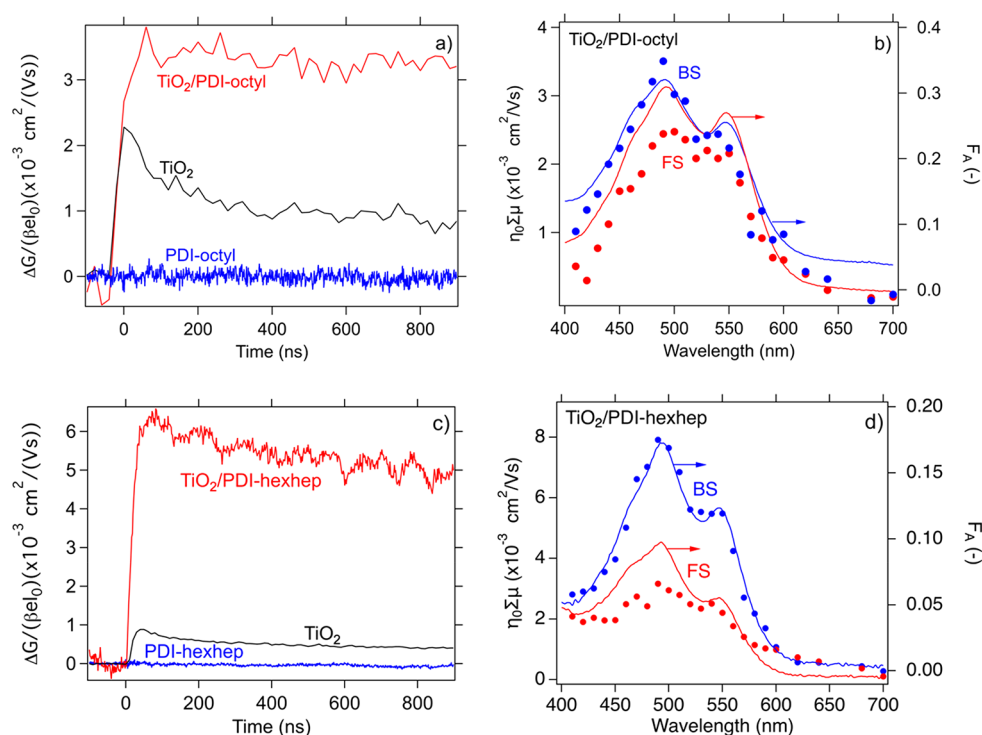 a)
ΔG/(βeI₀)(x10⁻³ cm²/(Vs))
3
2
1
0
TiO₂/PDI-octyl
TiO₂
PDI-octyl
0 200 400 600 800
Time (ns)
TiO₂/PDI-octyl b)
η₀Σμ (x10⁻³ cm²/Vs)
4
3
2
1
BS
FS
0.4
0.3
0.2
0.1
0.0
F_A (-)
400 450 500 550 600 650 700
Wavelength (nm)
c)
ΔG/(βeI₀)(x10⁻³ cm²/(Vs))
6
5
4
3
2
1
0
TiO₂/PDI-hexhep
TiO₂
PDI-hexhep
0 200 400 600 800
Time (ns)
TiO₂/PDI-hexhep d)
η₀Σμ (x10⁻³ cm²/Vs)
8
6
4
2
0
BS
FS
0.20
0.15
0.10
0.05
0.00
F_A (-)
400 450 500 550 600 650 700
Wavelength (nm)